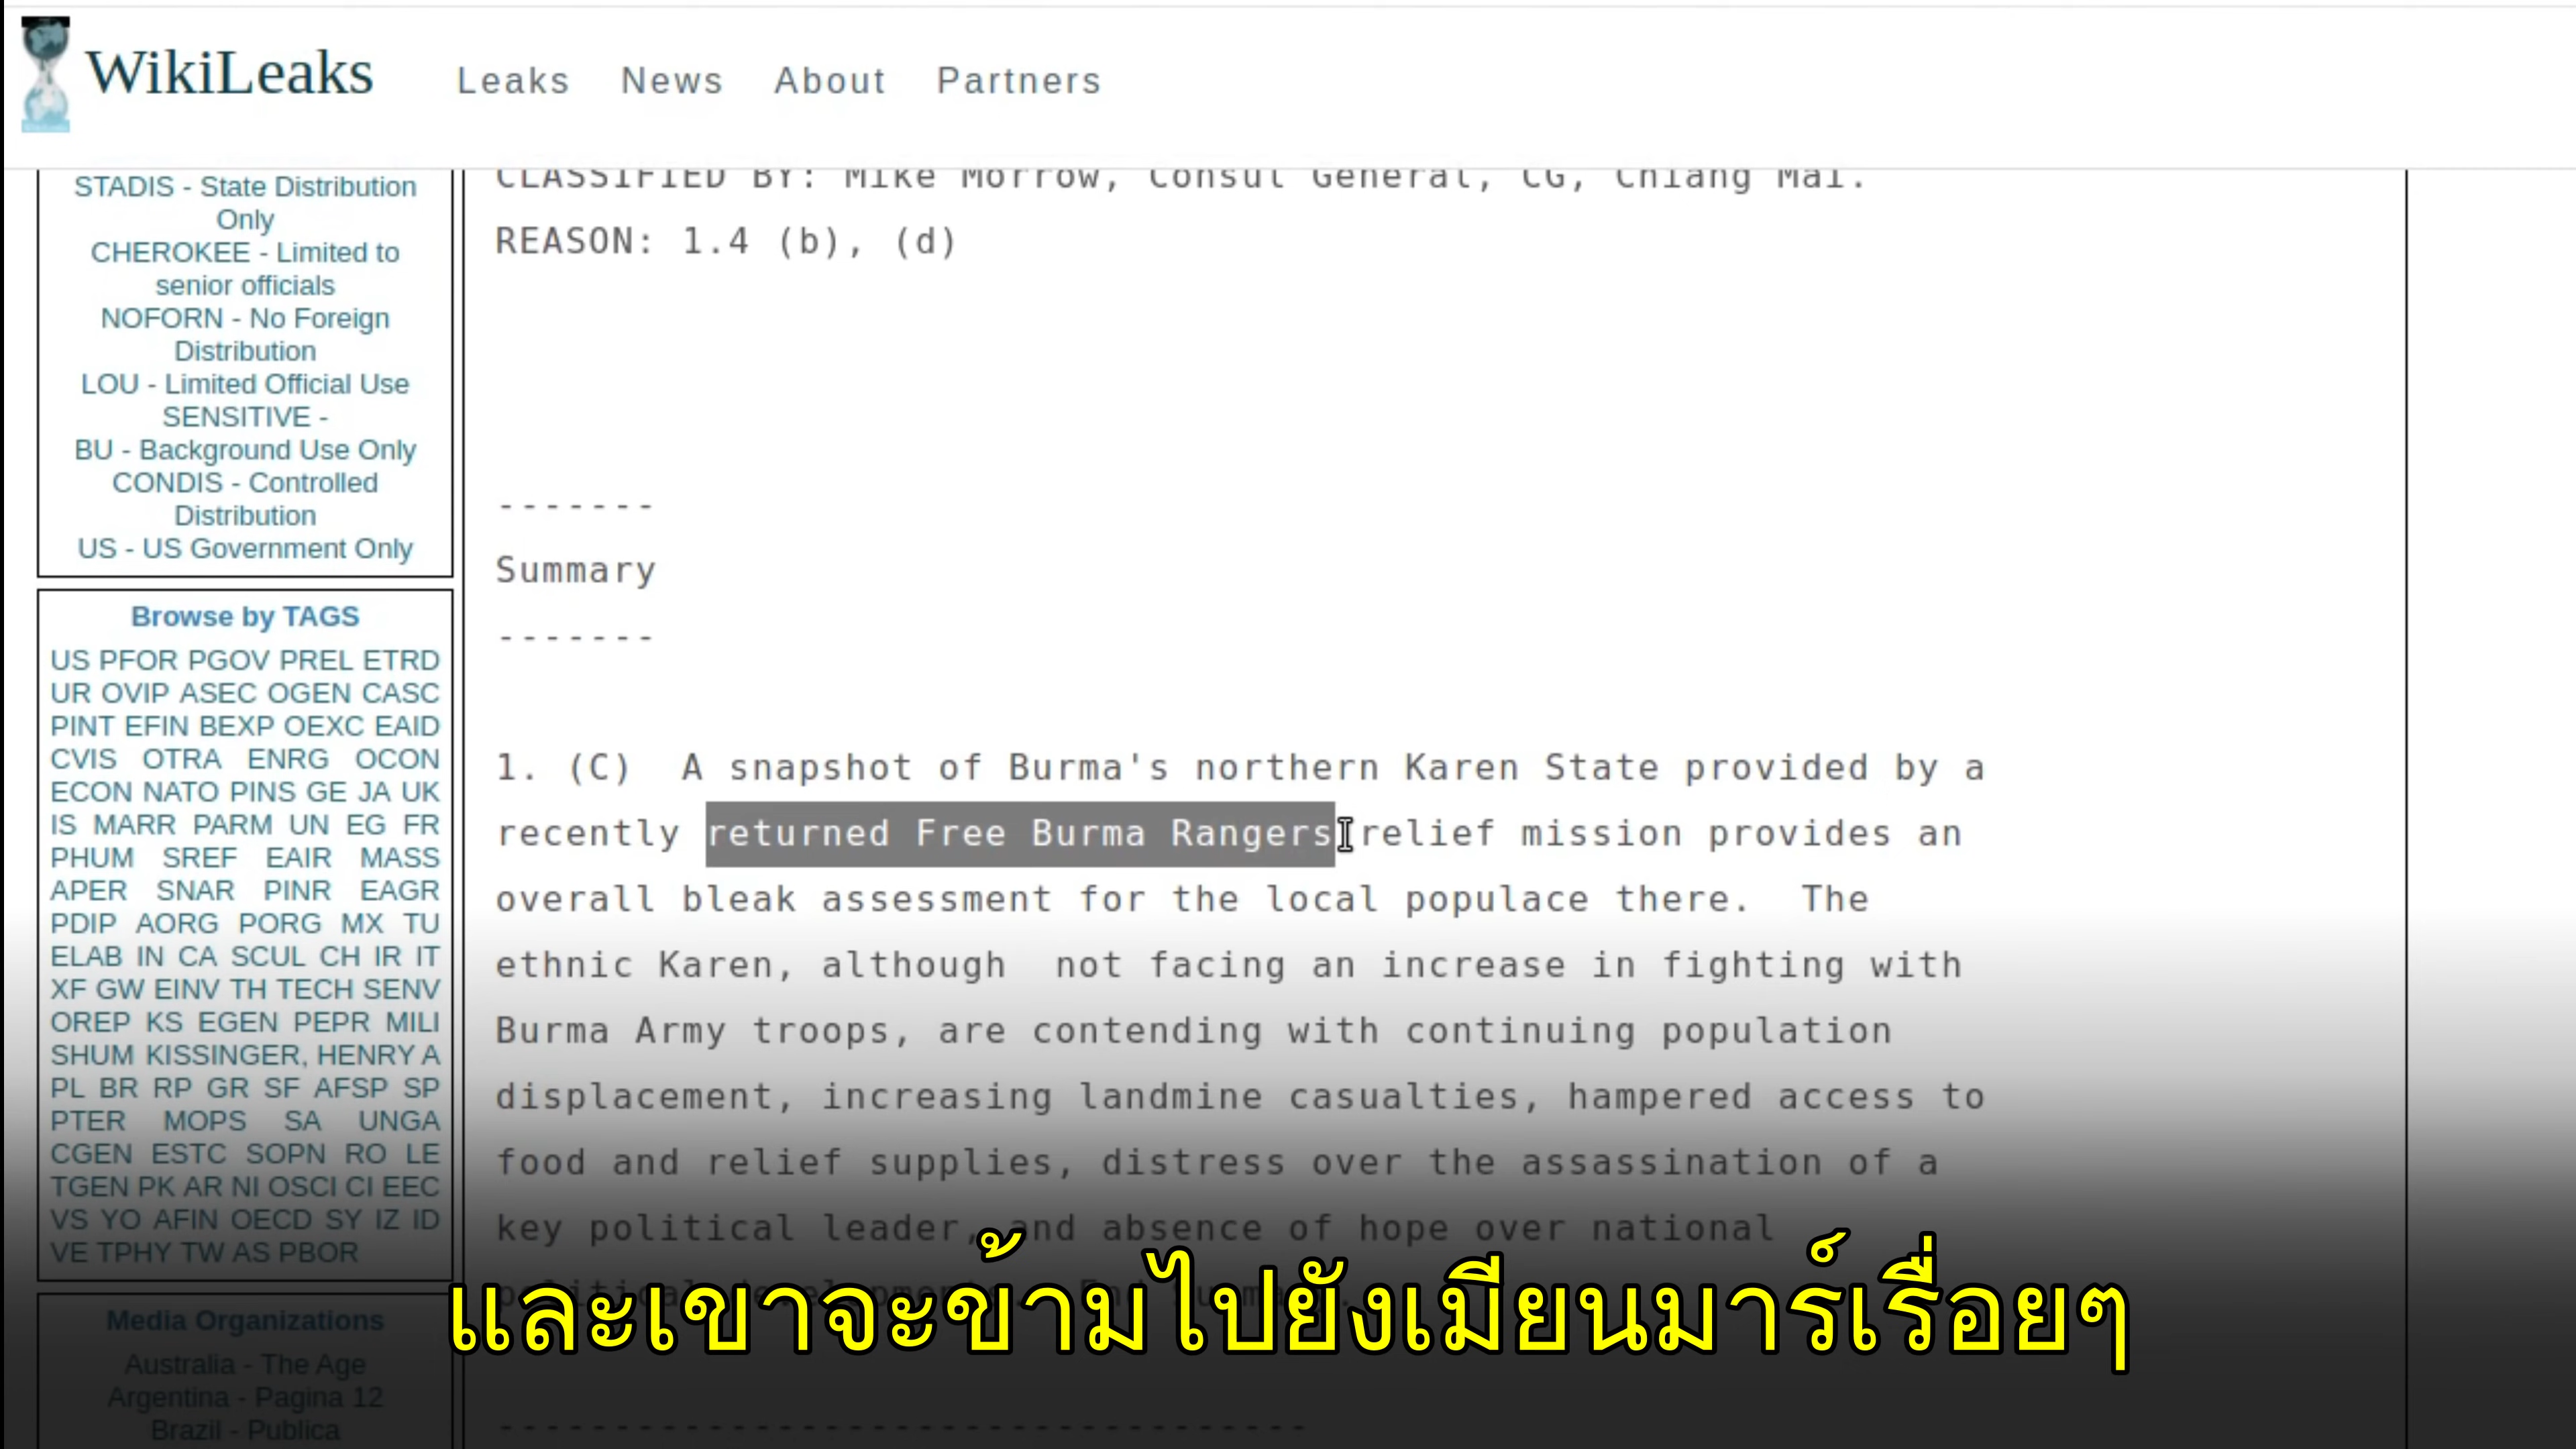 WikiLeaks
Leaks News About Partners
STADIS - State Distribution
Only
CHEROKEE - Limited to
senior officials
NOFORN - No Foreign
Distribution
LOU - Limited Official Use
SENSITIVE -
BU - Background Use Only
CONDIS - Controlled
Distribution
US - US Government Only
Browse by TAGS
US PFOR PGOV PREL ETRD
UR OVIP ASEC OGEN CASC
PINT EFIN BEXP OEXC EAID
CVIS OTRA ENRG OCON
ECON NATO PINS GE JA UK
IS MARR PARM UN EG FR
PHUM SREF EAIR MASS
APER SNAR PINR EAGR
PDIP AORG PORG MX TU
ELAB IN CA SCUL CH IR IT
XF GW EINV TH TECH SENV
OREP KS EGEN PEPR MILI
SHUM KISSINGER, HENRY A
PL BR RP GR SF AFSP SP
PTER MOPS SA UNGA
CGEN ESTC SOPN RO LE
TGEN PK AR NI OSCI CI EEC
VS YO AFIN OECD SY IZ ID
VE TPHY TW AS PBOR
Media Organizations
Australia - The Age
Argentina - Pagina 12
Brazil - Publica
CLASSIFIED BY: Mike Morrow, Consul General, CG, Chiang Mai.
REASON: 1.4 (b), (d)
-------
Summary
-------
1. (C) A snapshot of Burma's northern Karen State provided by a
recently returned Free Burma Rangers relief mission provides an
overall bleak assessment for the local populace there. The
ethnic Karen, although not facing an increase in fighting with
Burma Army troops, are contending with continuing population
displacement, increasing landmine casualties, hampered access to
food and relief supplies, distress over the assassination of a
key political leader, and absence of hope over national
และเขาจะข้ามไปยังเมียนมาร์เรื่อยๆ